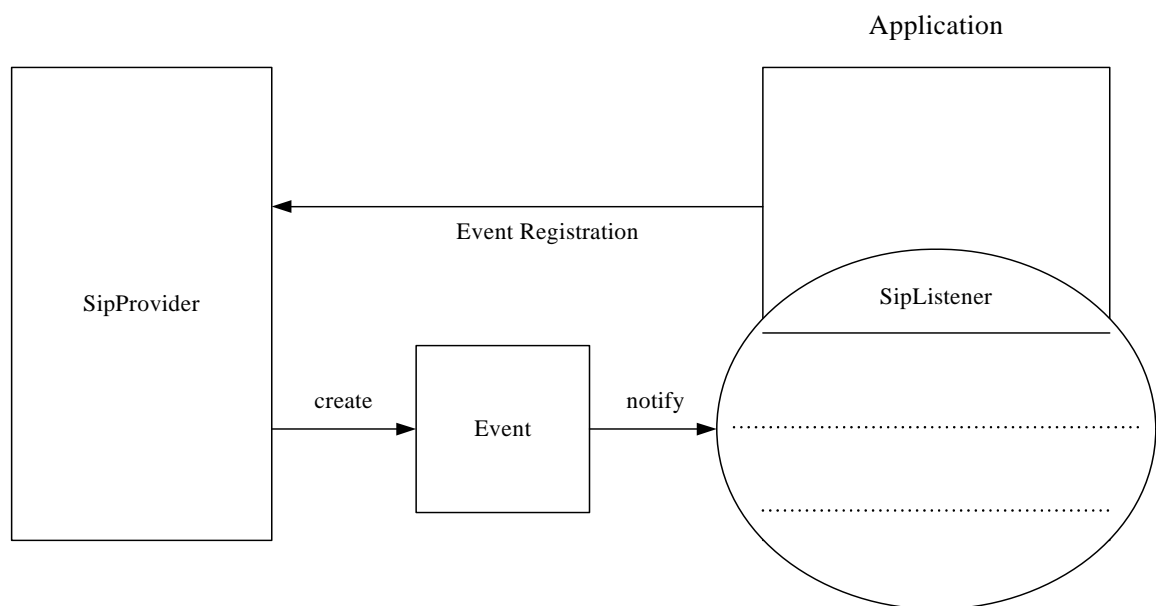 Application
Event Registration
SipProvider
SipListener
create
Event
notify